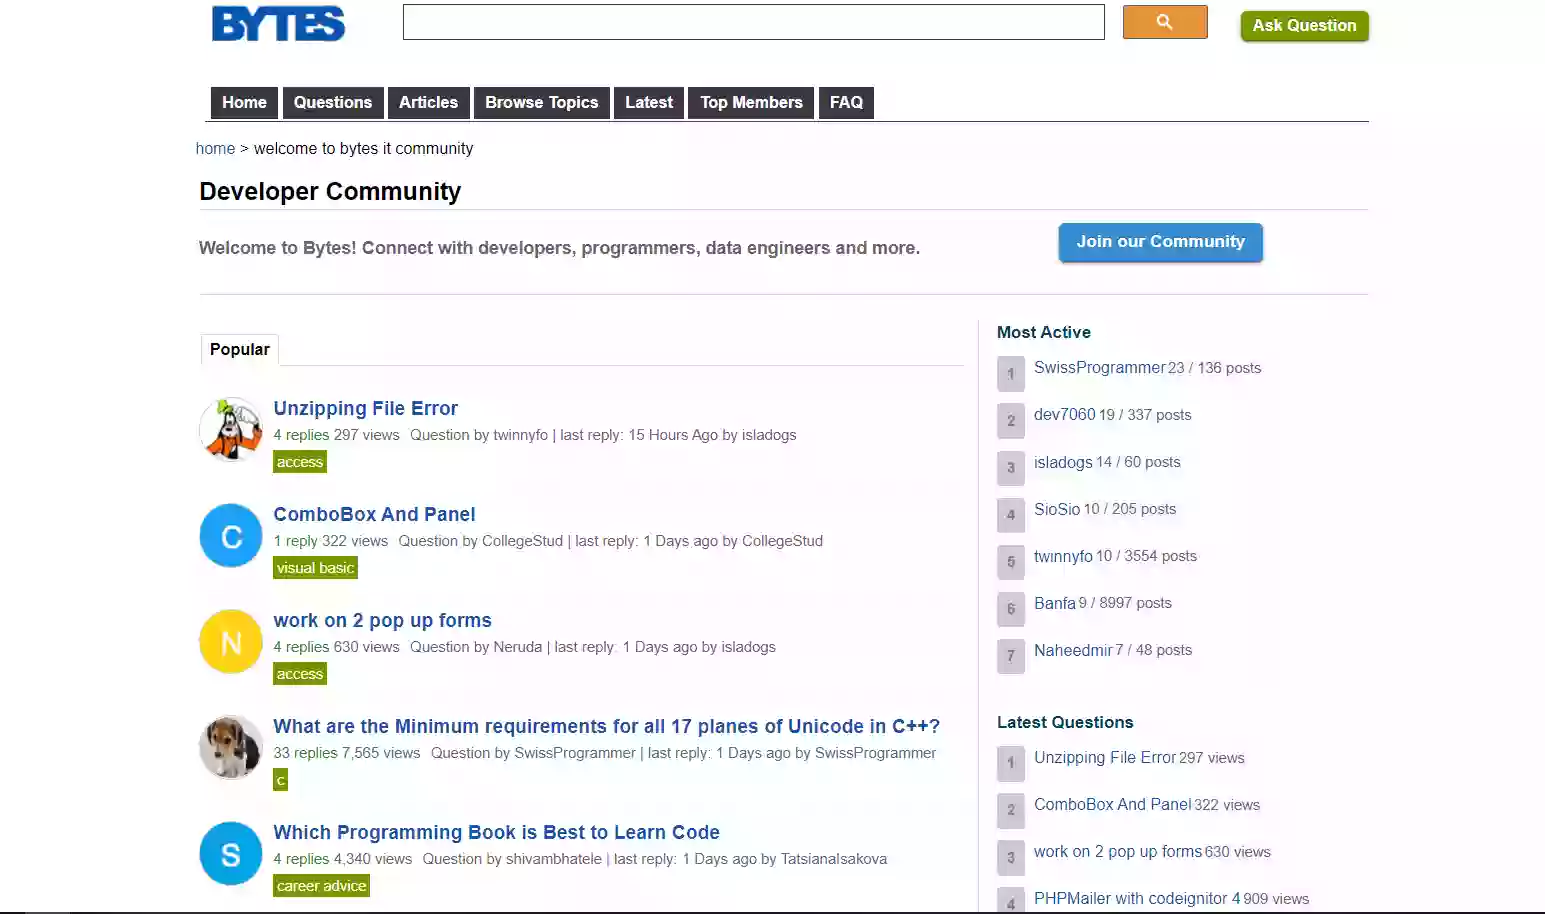 BYTES
Ask Question
Home Questions Articles Browse Topics Latest Top Members FAQ
home > welcome to bytes it community
Developer Community
Welcome to Bytes! Connect with developers, programmers, data engineers and more.
Join our Community
Popular
Unzipping File Error
4 replies 297 views Question by twinnyfo | last reply: 15 Hours Ago by isladogs
access
C
ComboBox And Panel
1 reply 322 views Question by CollegeStud | last reply: 1 Days ago by CollegeStud
visual basic
N
work on 2 pop up forms
4 replies 630 views Question by Neruda | last reply: 1 Days ago by isladogs
access
What are the Minimum requirements for all 17 planes of Unicode in C++?
33 replies 7,565 views Question by SwissProgrammer | last reply: 1 Days ago by SwissProgrammer
c
S
Which Programming Book is Best to Learn Code
4 replies 4,340 views Question by shivambhatele | last reply: 1 Days ago by TatsianaIsakova
career advice
Most Active
1 SwissProgrammer 23 / 136 posts
2 dev7060 19 / 337 posts
3 isladogs 14 / 60 posts
4 SioSio 10 / 205 posts
5 twinnyfo 10 / 3554 posts
6 Banfa 9 / 8997 posts
7 Naheedmir 7 / 48 posts
Latest Questions
1 Unzipping File Error 297 views
2 ComboBox And Panel 322 views
3 work on 2 pop up forms 630 views
4 PHPMailer with codeignitor 4 909 views